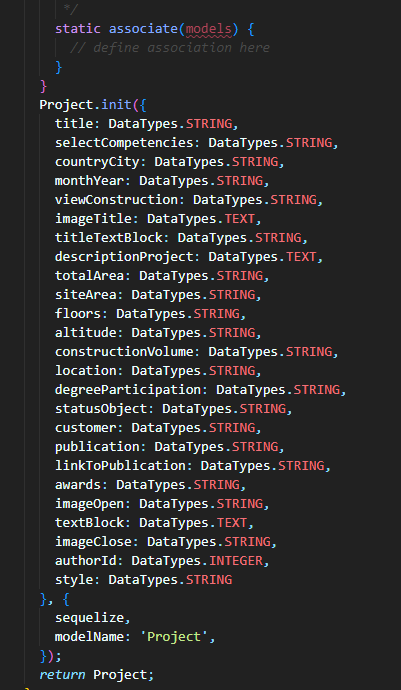 */
static associate(models) {
// define association here
}
}
Project.init({
title: DataTypes.STRING,
selectCompetencies: DataTypes.STRING,
countryCity: DataTypes.STRING,
monthYear: DataTypes.STRING,
viewConstruction: DataTypes.STRING,
imageTitle: DataTypes.TEXT,
titleTextBlock: DataTypes.STRING,
descriptionProject: DataTypes.TEXT,
totalArea: DataTypes.STRING,
siteArea: DataTypes.STRING,
floors: DataTypes.STRING,
altitude: DataTypes.STRING,
constructionVolume: DataTypes.STRING,
location: DataTypes.STRING,
degreeParticipation: DataTypes.STRING,
statusObject: DataTypes.STRING,
customer: DataTypes.STRING,
publication: DataTypes.STRING,
linkToPublication: DataTypes.STRING,
awards: DataTypes.STRING,
imageOpen: DataTypes.STRING,
textBlock: DataTypes.TEXT,
imageClose: DataTypes.STRING,
authorId: DataTypes.INTEGER,
style: DataTypes.STRING
}, {
sequelize,
modelName: 'Project',
});
return Project;